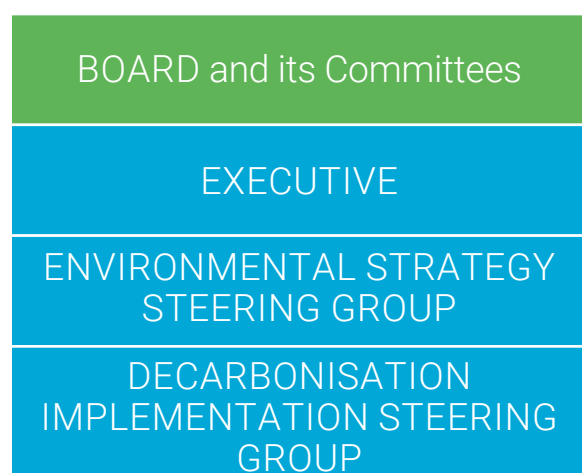 BOARD and its Committees
EXECUTIVE
ENVIRONMENTAL STRATEGY
STEERING GROUP
DECARBONISATION
IMPLEMENTATION STEERING
GROUP